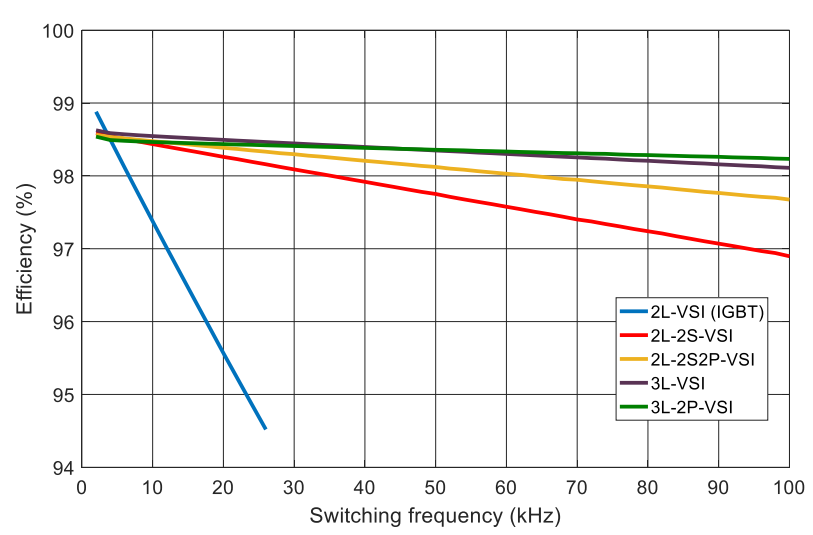 100
99
98
97
96
95
94
Efficiency (%)
2L-VSI (IGBT)
2L-2S-VSI
2L-2S2P-VSI
3L-VSI
3L-2P-VSI
0 10 20 30 40 50 60 70 80 90 100
Switching frequency (kHz)